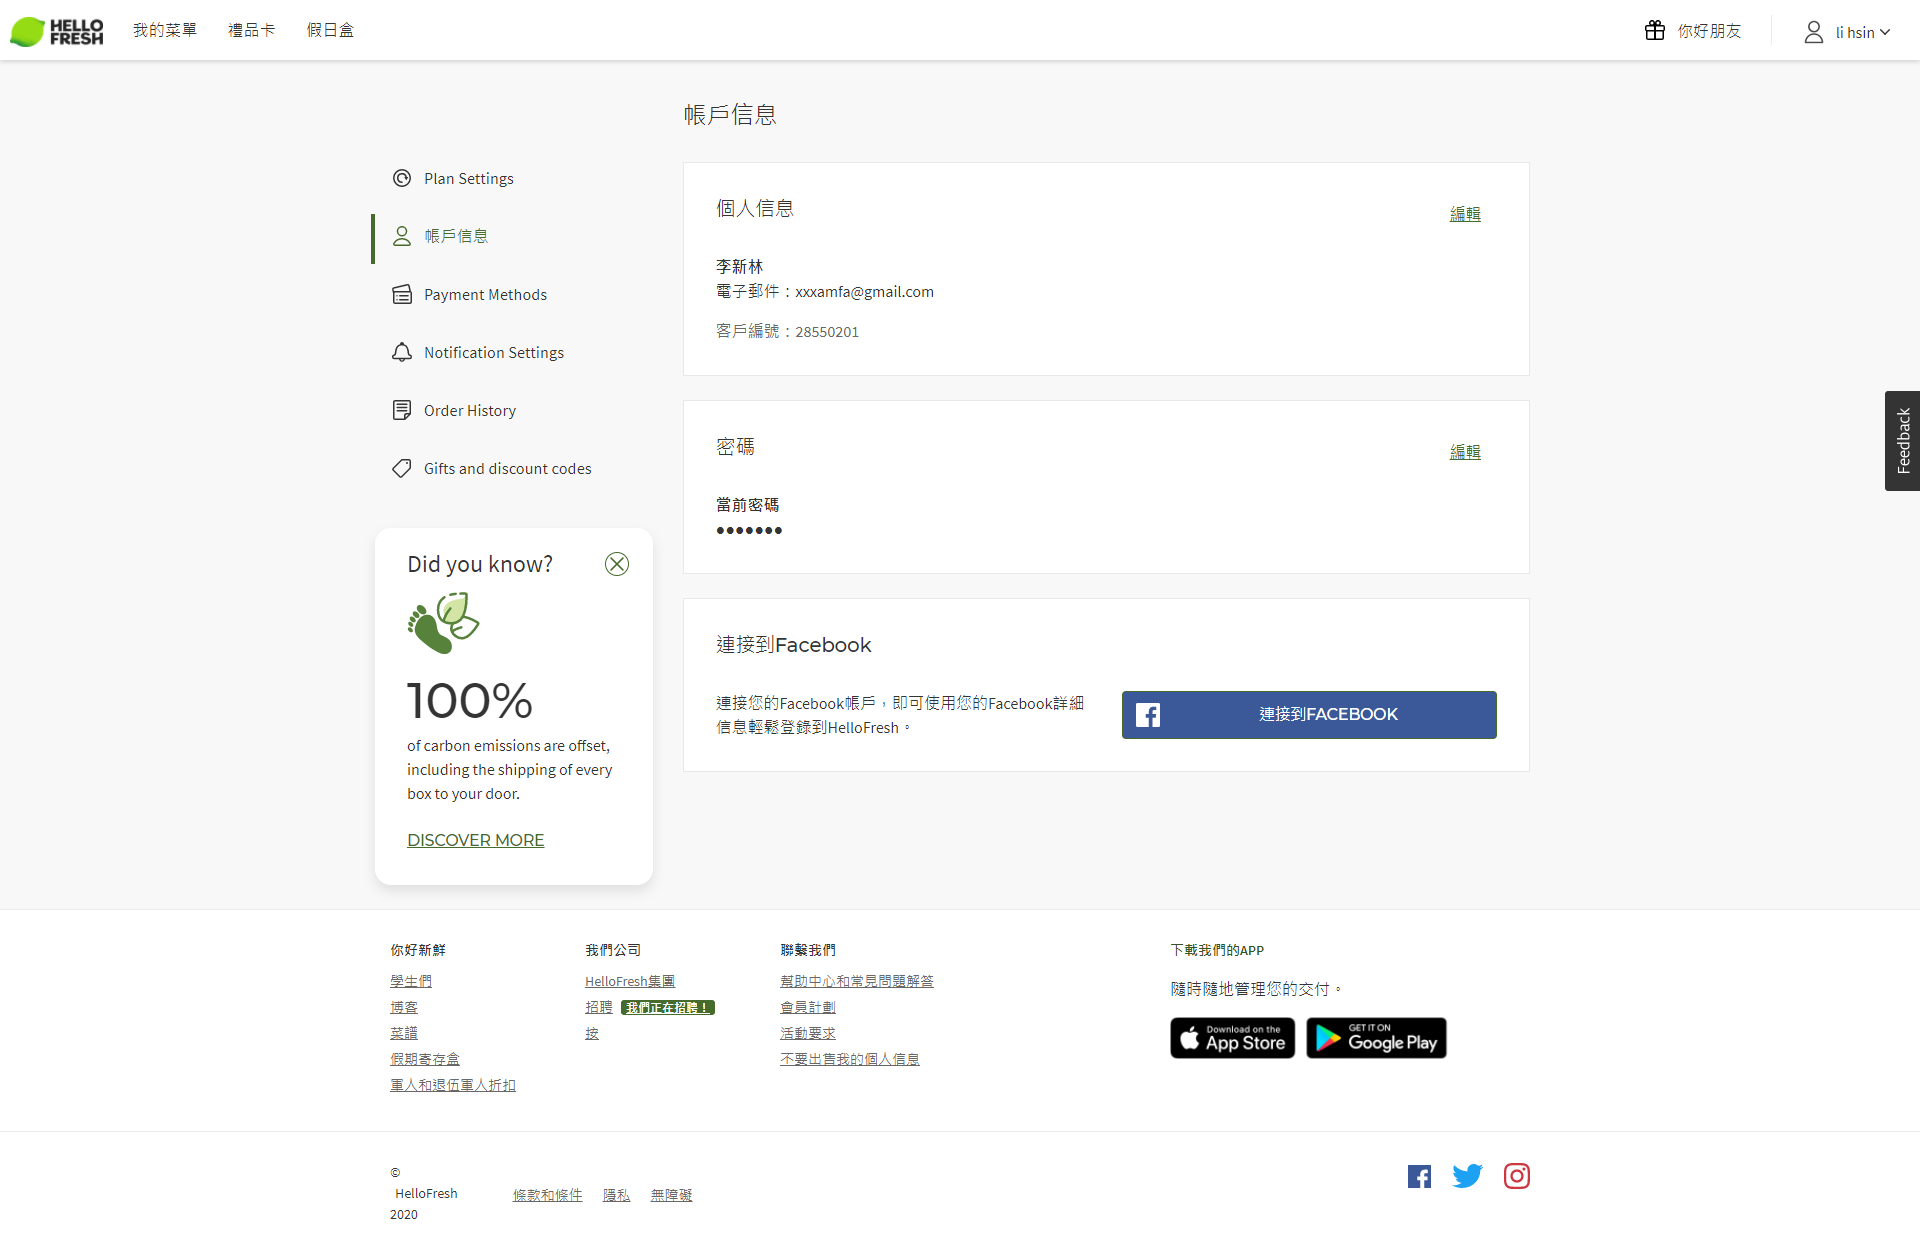 HELLO
FRESH
我的菜單
禮品卡
假日盒
你好朋友
li hsin
帳戶信息
Plan Settings
帳戶信息
Payment Methods
Notification Settings
Order History
Gifts and discount codes
Did you know?
100%
of carbon emissions are offset,
including the shipping of every
box to your door.
DISCOVER MORE
個人信息
編輯
李新林
電子郵件：xxxamfa@gmail.com
客戶編號：28550201
密碼
編輯
當前密碼
•••••••
連接到Facebook
連接您的Facebook帳戶，即可使用您的Facebook詳細
信息輕鬆登錄到HelloFresh。
連接到FACEBOOK
Feedback
你好新鮮
學生們
博客
菜譜
假期寄存盒
軍人和退伍軍人折扣
我們公司
HelloFresh集團
招聘 我們正在招聘！
按
聯繫我們
幫助中心和常見問題解答
會員計劃
活動要求
不要出售我的個人信息
下載我們的APP
隨時隨地管理您的交付。
Download on the
App Store
GET IT ON
Google Play
©
HelloFresh
2020
條款和條件
隱私
無障礙